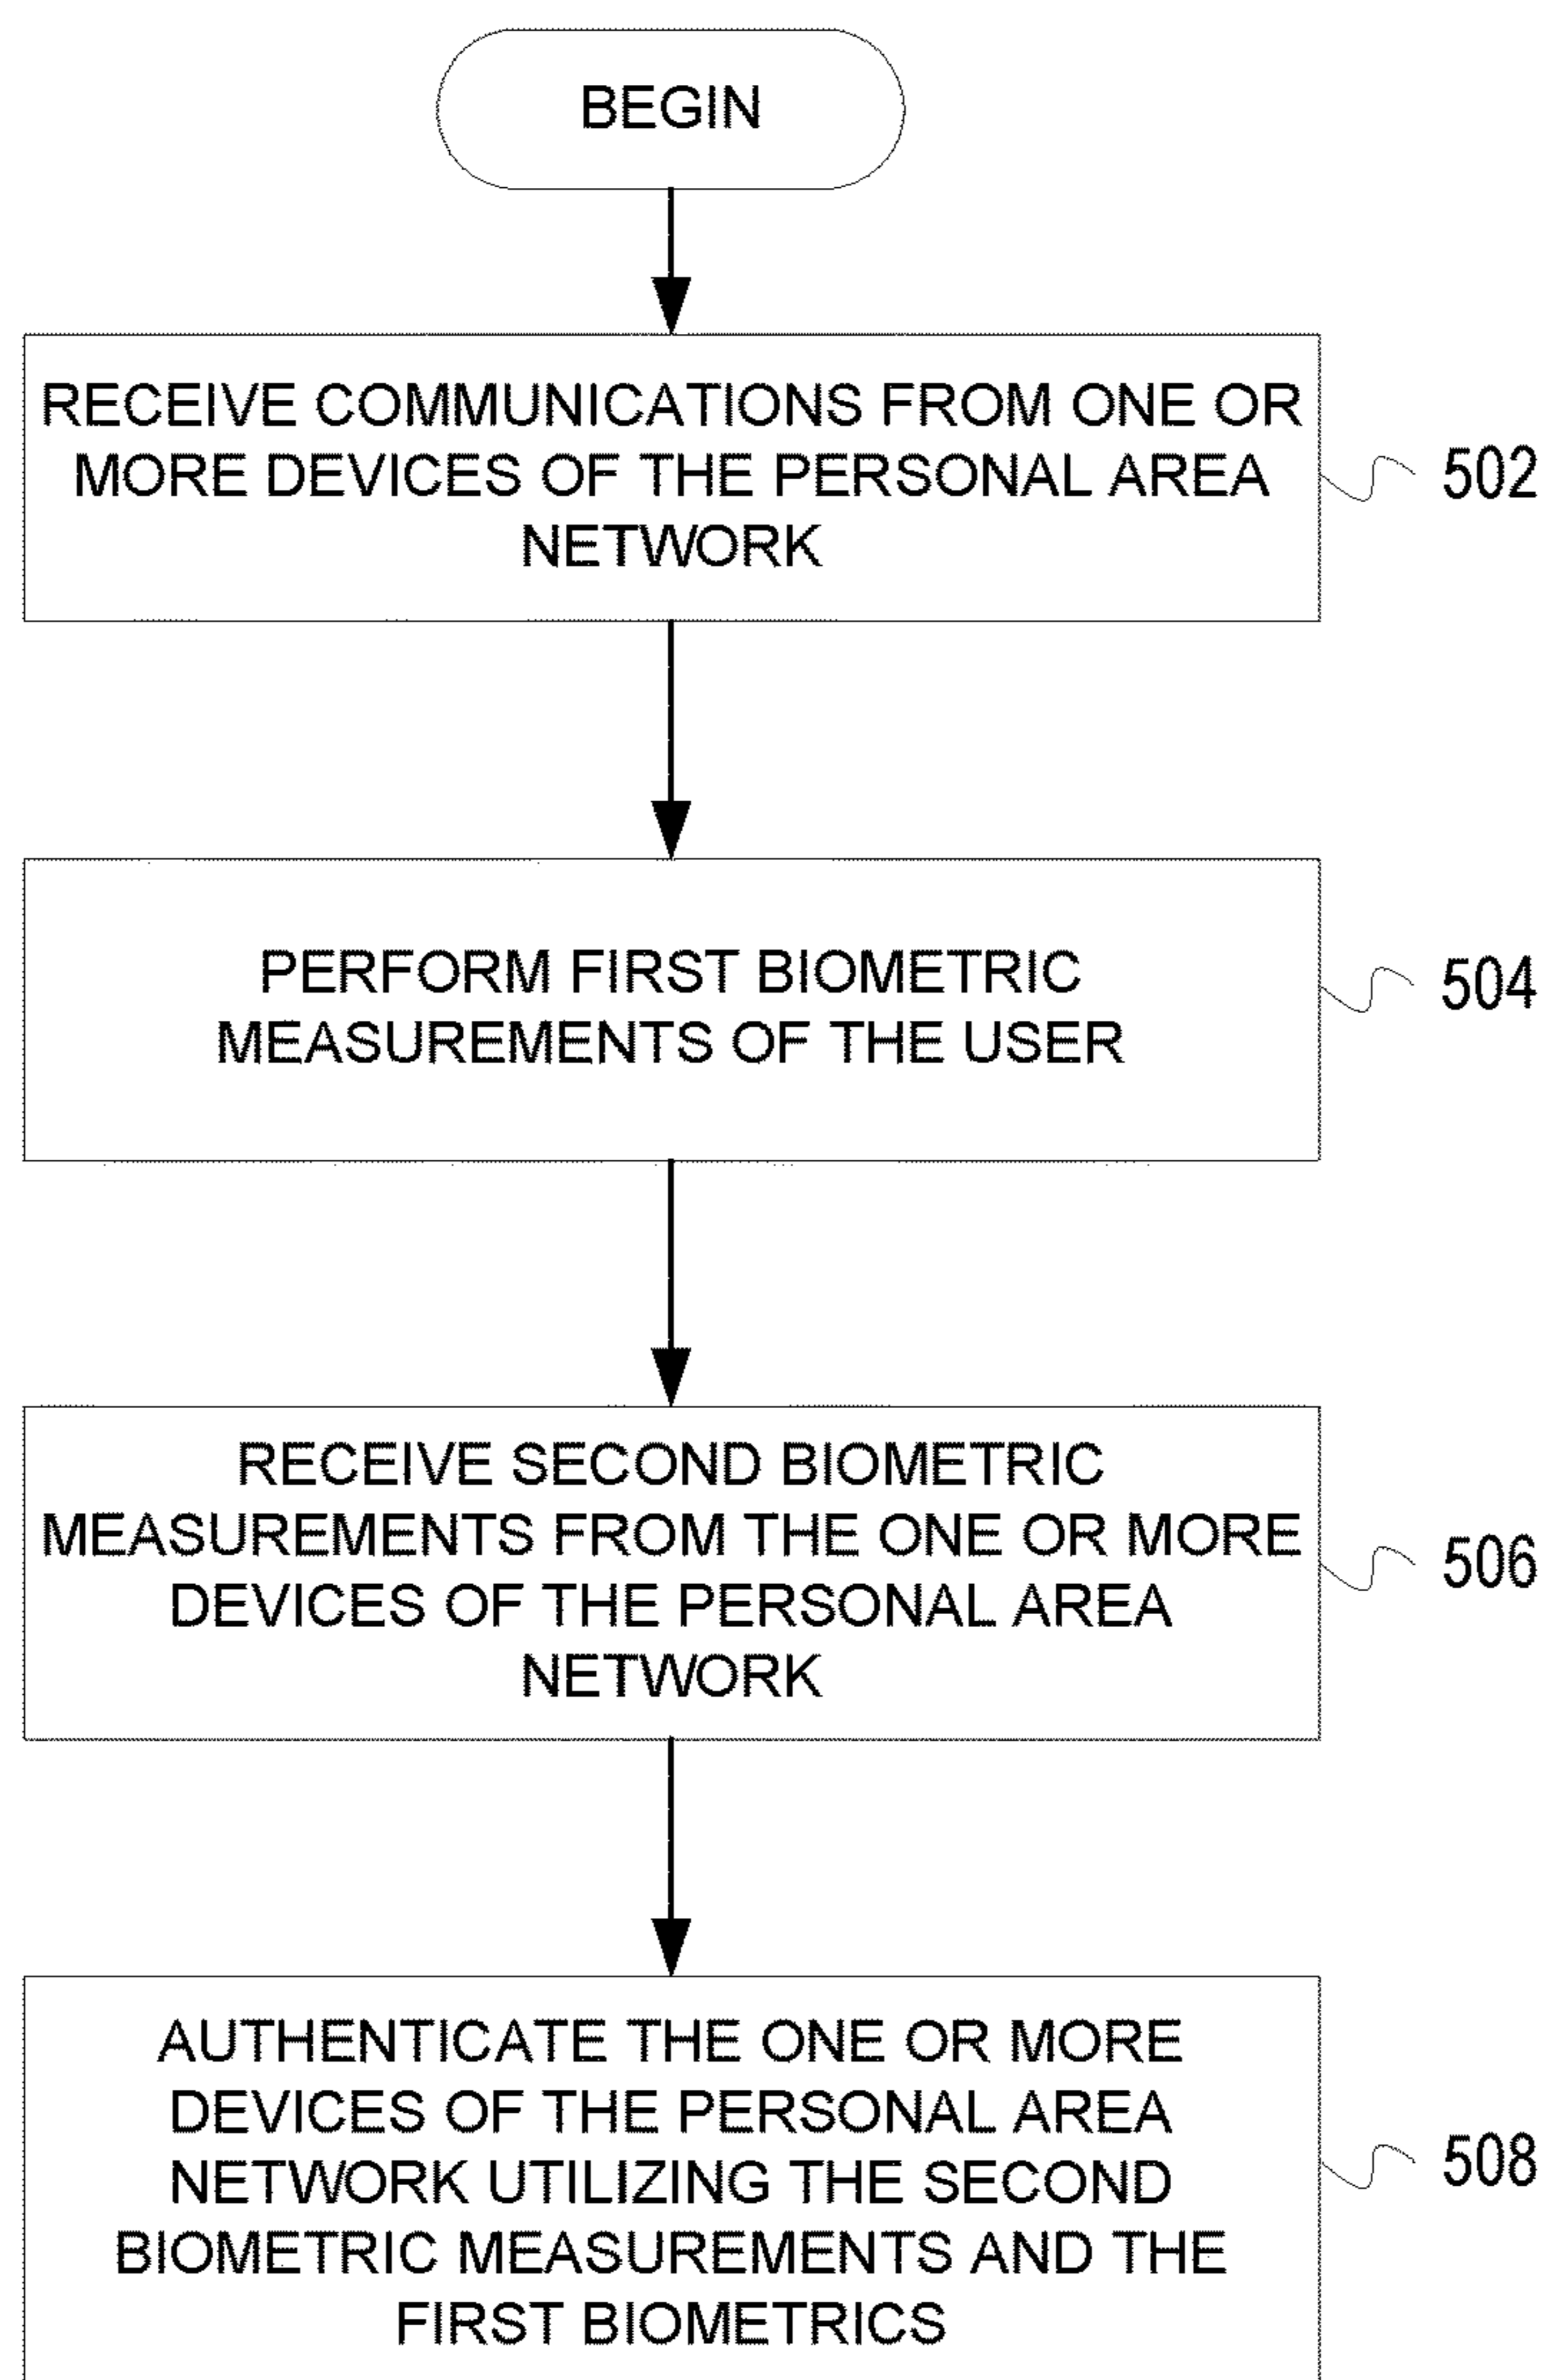 BEGIN
RECEIVE COMMUNICATIONS FROM ONE OR
MORE DEVICES OF THE PERSONAL AREA
NETWORK
502
PERFORM FIRST BIOMETRIC
MEASUREMENTS OF THE USER
504
RECEIVE SECOND BIOMETRIC
MEASUREMENTS FROM THE ONE OR MORE
DEVICES OF THE PERSONAL AREA
NETWORK
506
AUTHENTICATE THE ONE OR MORE
DEVICES OF THE PERSONAL AREA
NETWORK UTILIZING THE SECOND
BIOMETRIC MEASUREMENTS AND THE
FIRST BIOMETRICS
508